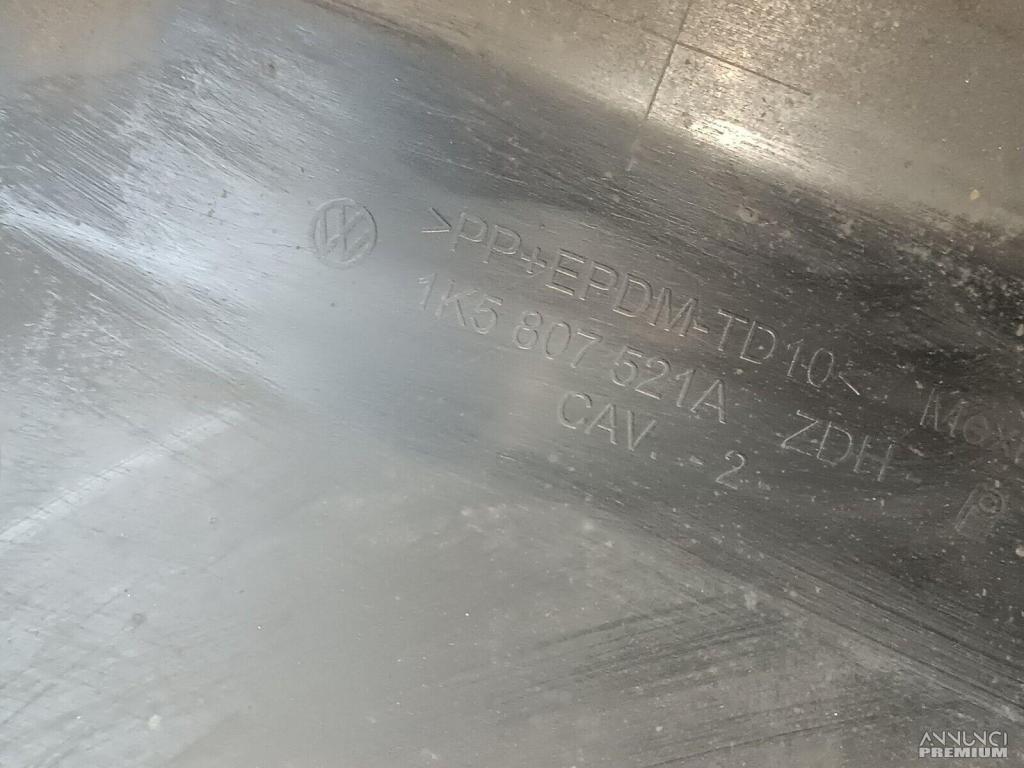 >PP+EPDM-TD10<
1K5 807 521A ZDH
CAV. - 2
ANNUNCI
PREMIUM